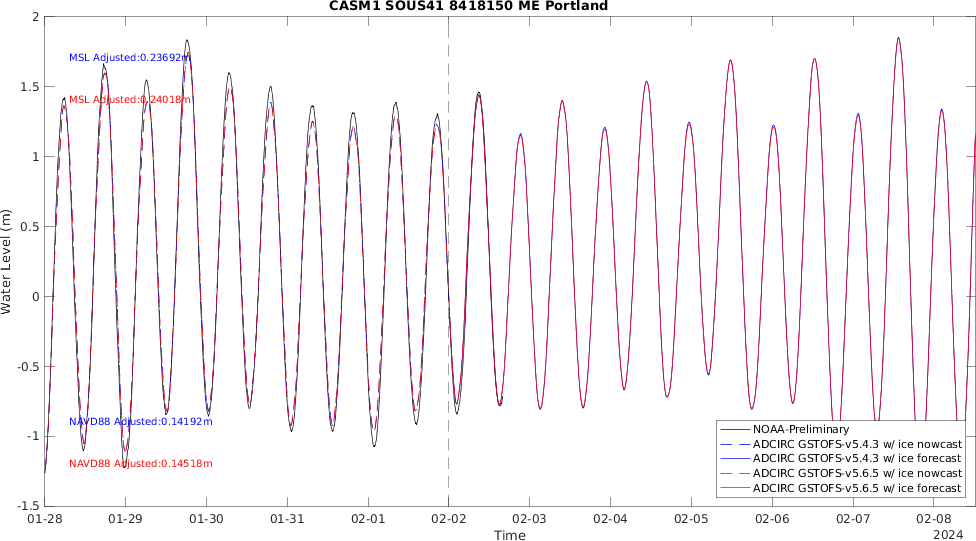 CASM1 SOUS41 8418150 ME Portland
MSL Adjusted:0.23692m
MSL Adjusted:0.24018m
NAVD88 Adjusted:0.14192m
NAVD88 Adjusted:0.14518m
Water Level (m)
2
1.5
1
0.5
0
-0.5
-1
-1.5
NOAA-Preliminary
ADCIRC GSTOFS-v5.4.3 w/ ice nowcast
ADCIRC GSTOFS-v5.4.3 w/ ice forecast
ADCIRC GSTOFS-v5.6.5 w/ ice nowcast
ADCIRC GSTOFS-v5.6.5 w/ ice forecast
01-28 01-29 01-30 01-31 02-01 02-02 02-03 02-04 02-05 02-06 02-07 02-08
Time
2024